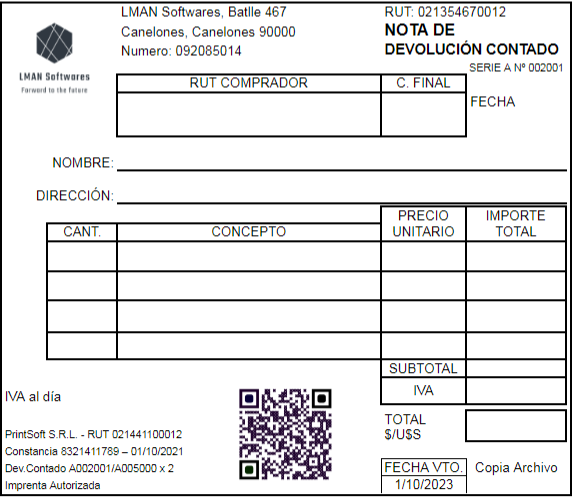 LMAN Softwares, Batlle 467
Canelones, Canelones 90000
Numero: 092085014
RUT: 021354670012
NOTA DE
DEVOLUCIÓN CONTADO
SERIE A Nº 002001
LMAN Softwares
Forward to the future
RUT COMPRADOR
C. FINAL
FECHA
NOMBRE:
DIRECCIÓN:
CANT.
CONCEPTO
PRECIO
UNITARIO
IMPORTE
TOTAL
SUBTOTAL
IVA
IVA al día
TOTAL
$/U$S
PrintSoft S.R.L. - RUT 021441100012
Constancia 8321411789 – 01/10/2021
Dev.Contado A002001/A005000 x 2
Imprenta Autorizada
FECHA VTO.
1/10/2023
Copia Archivo